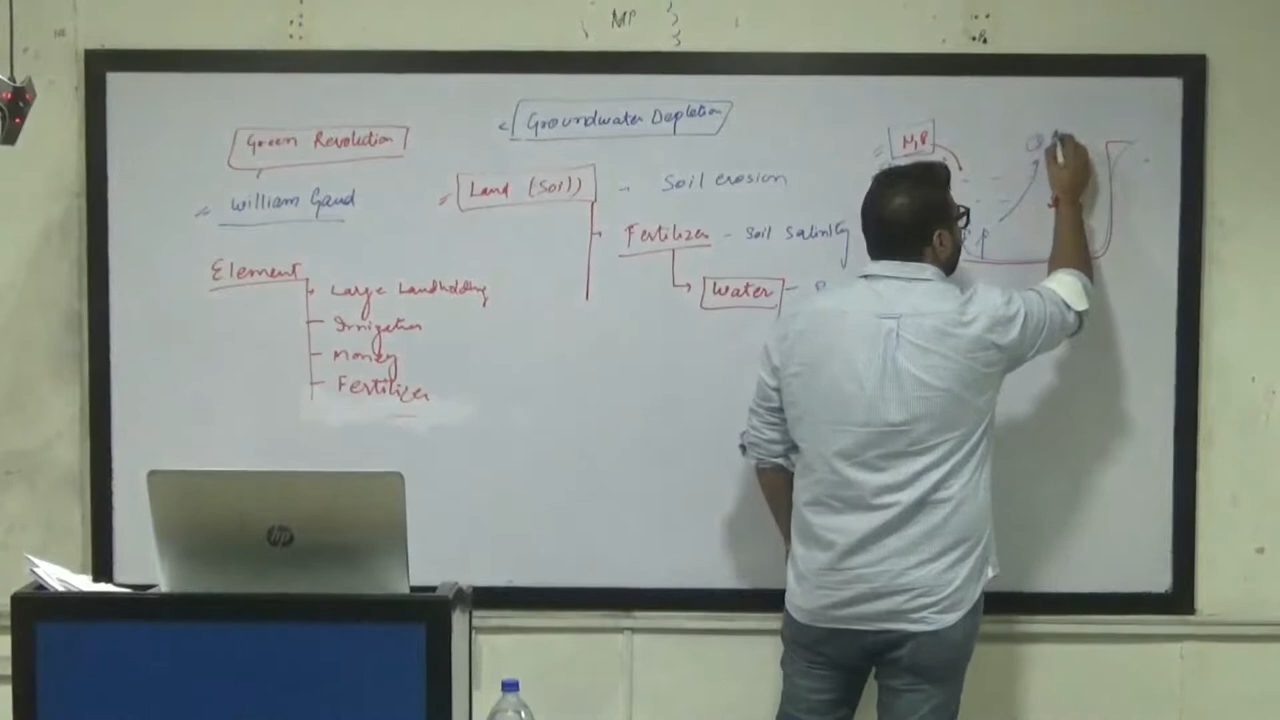 MP
Green Revolution
William Gaud
Element
Large Landholding
Irrigation
Money
Fertilizer
Groundwater Depletion
Land (Soil) - Soil erosion
Fertilizer - Soil Salinity
Water -
N,P
hp